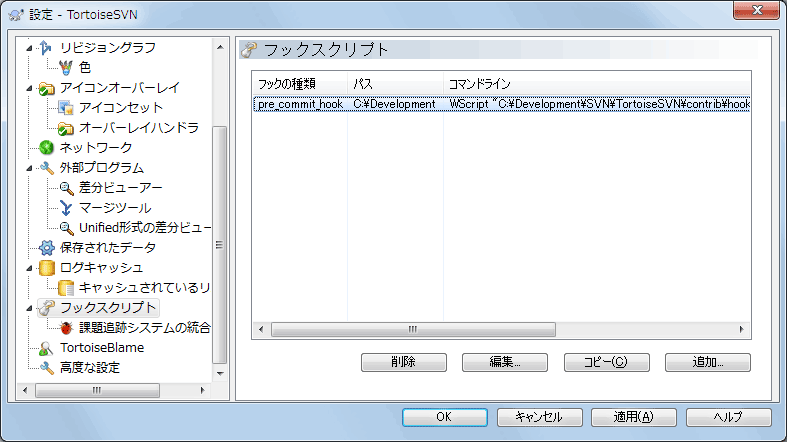 設定 - TortoiseSVN
リビジョングラフ
色
アイコンオーバーレイ
アイコンセット
オーバーレイハンドラ
ネットワーク
外部プログラム
差分ビューアー
マージツール
Unified形式の差分ビュー
保存されたデータ
ログキャッシュ
キャッシュされているリ
フックスクリプト
課題追跡システムの統合
TortoiseBlame
高度な設定
フックスクリプト
フックの種類 パス コマンドライン
pre_commit_hook C:¥Development WScript "C:¥Development¥SVN¥TortoiseSVN¥contrib¥hook
削除 編集... コピー(C) 追加...
OK キャンセル 適用(A) ヘルプ